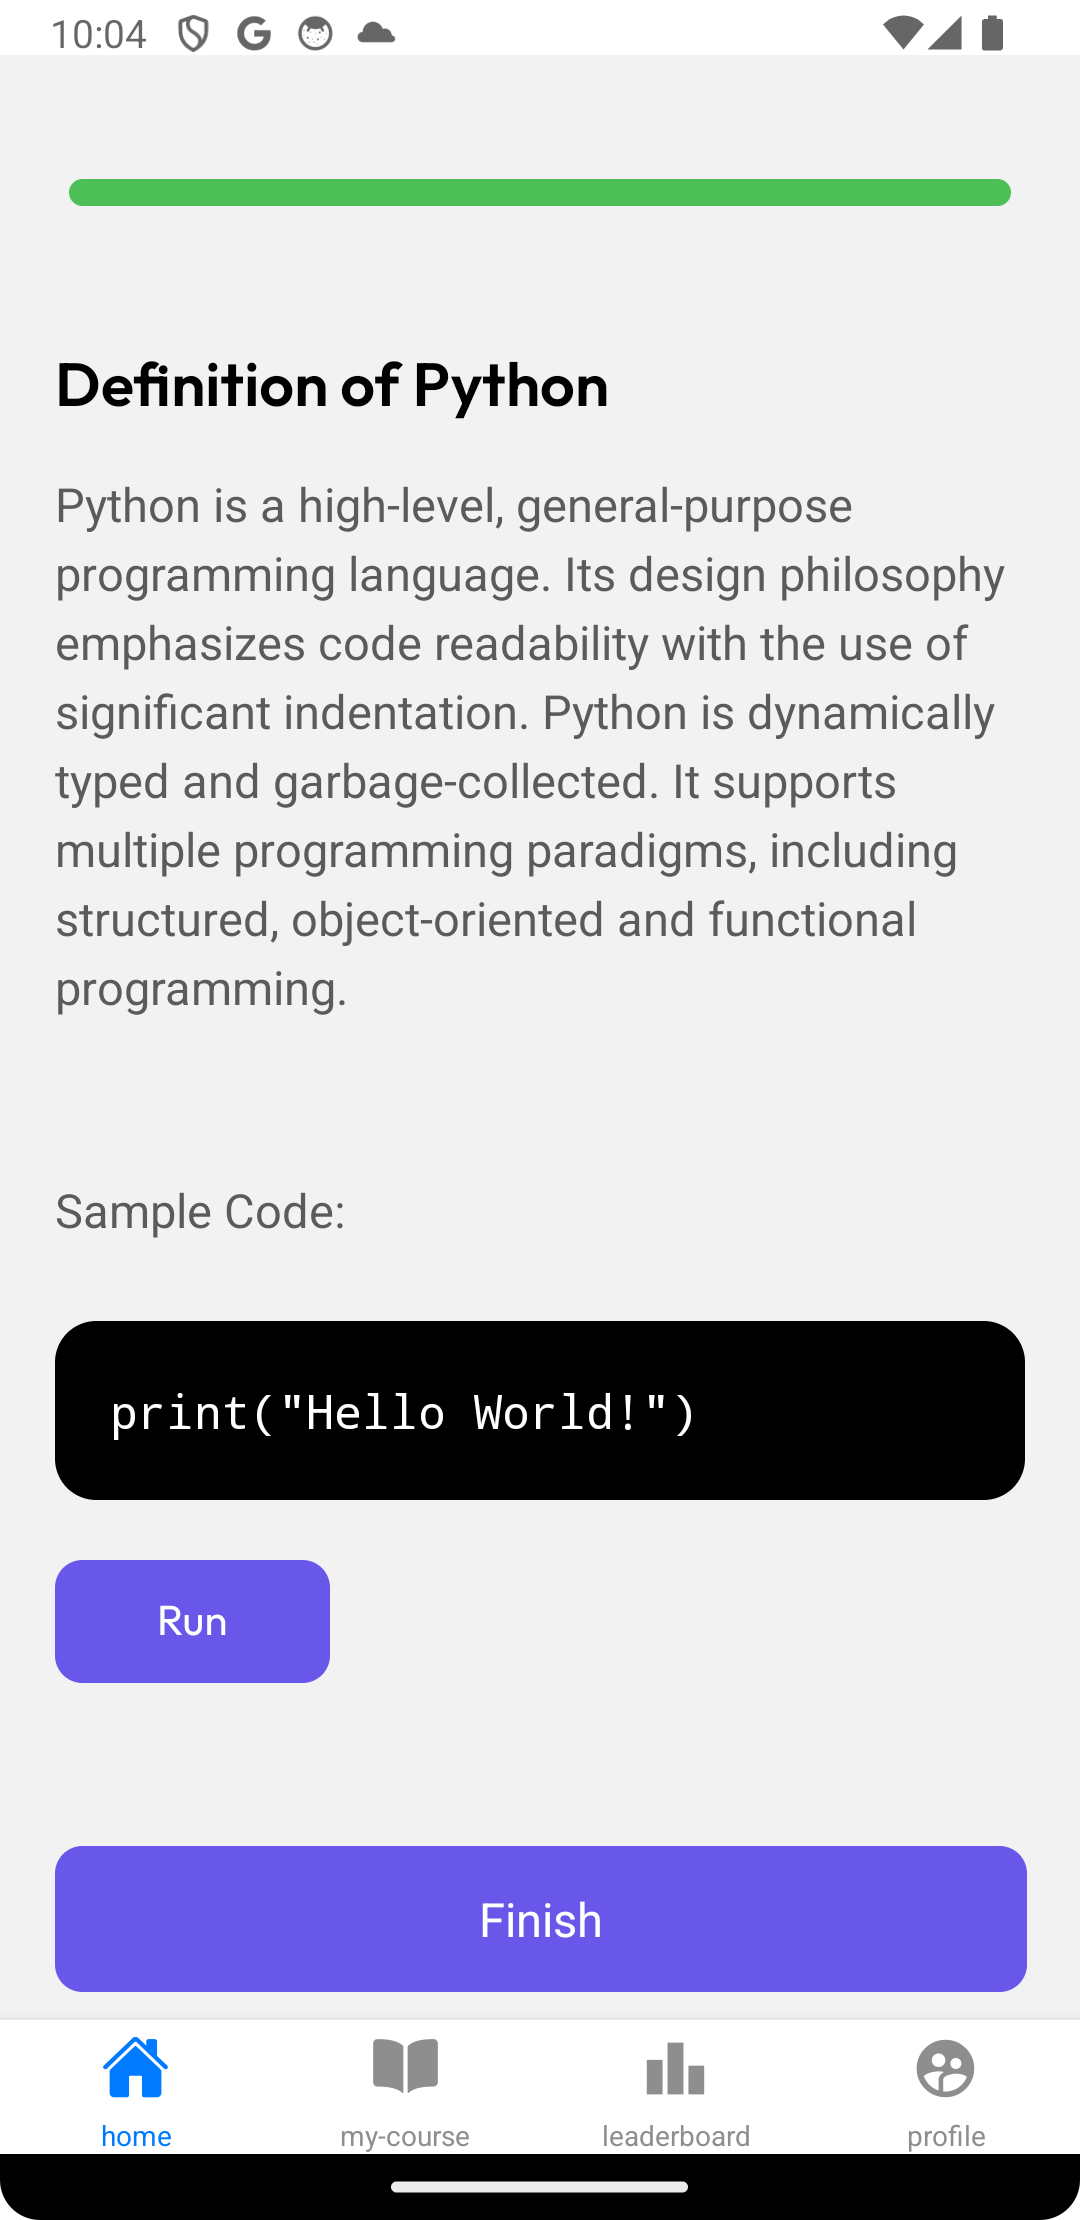 10:04
Definition of Python
Python is a high-level, general-purpose
programming language. Its design philosophy
emphasizes code readability with the use of
significant indentation. Python is dynamically
typed and garbage-collected. It supports
multiple programming paradigms, including
structured, object-oriented and functional
programming.
Sample Code:
print("Hello World!")
Run
Finish
home
my-course
leaderboard
profile